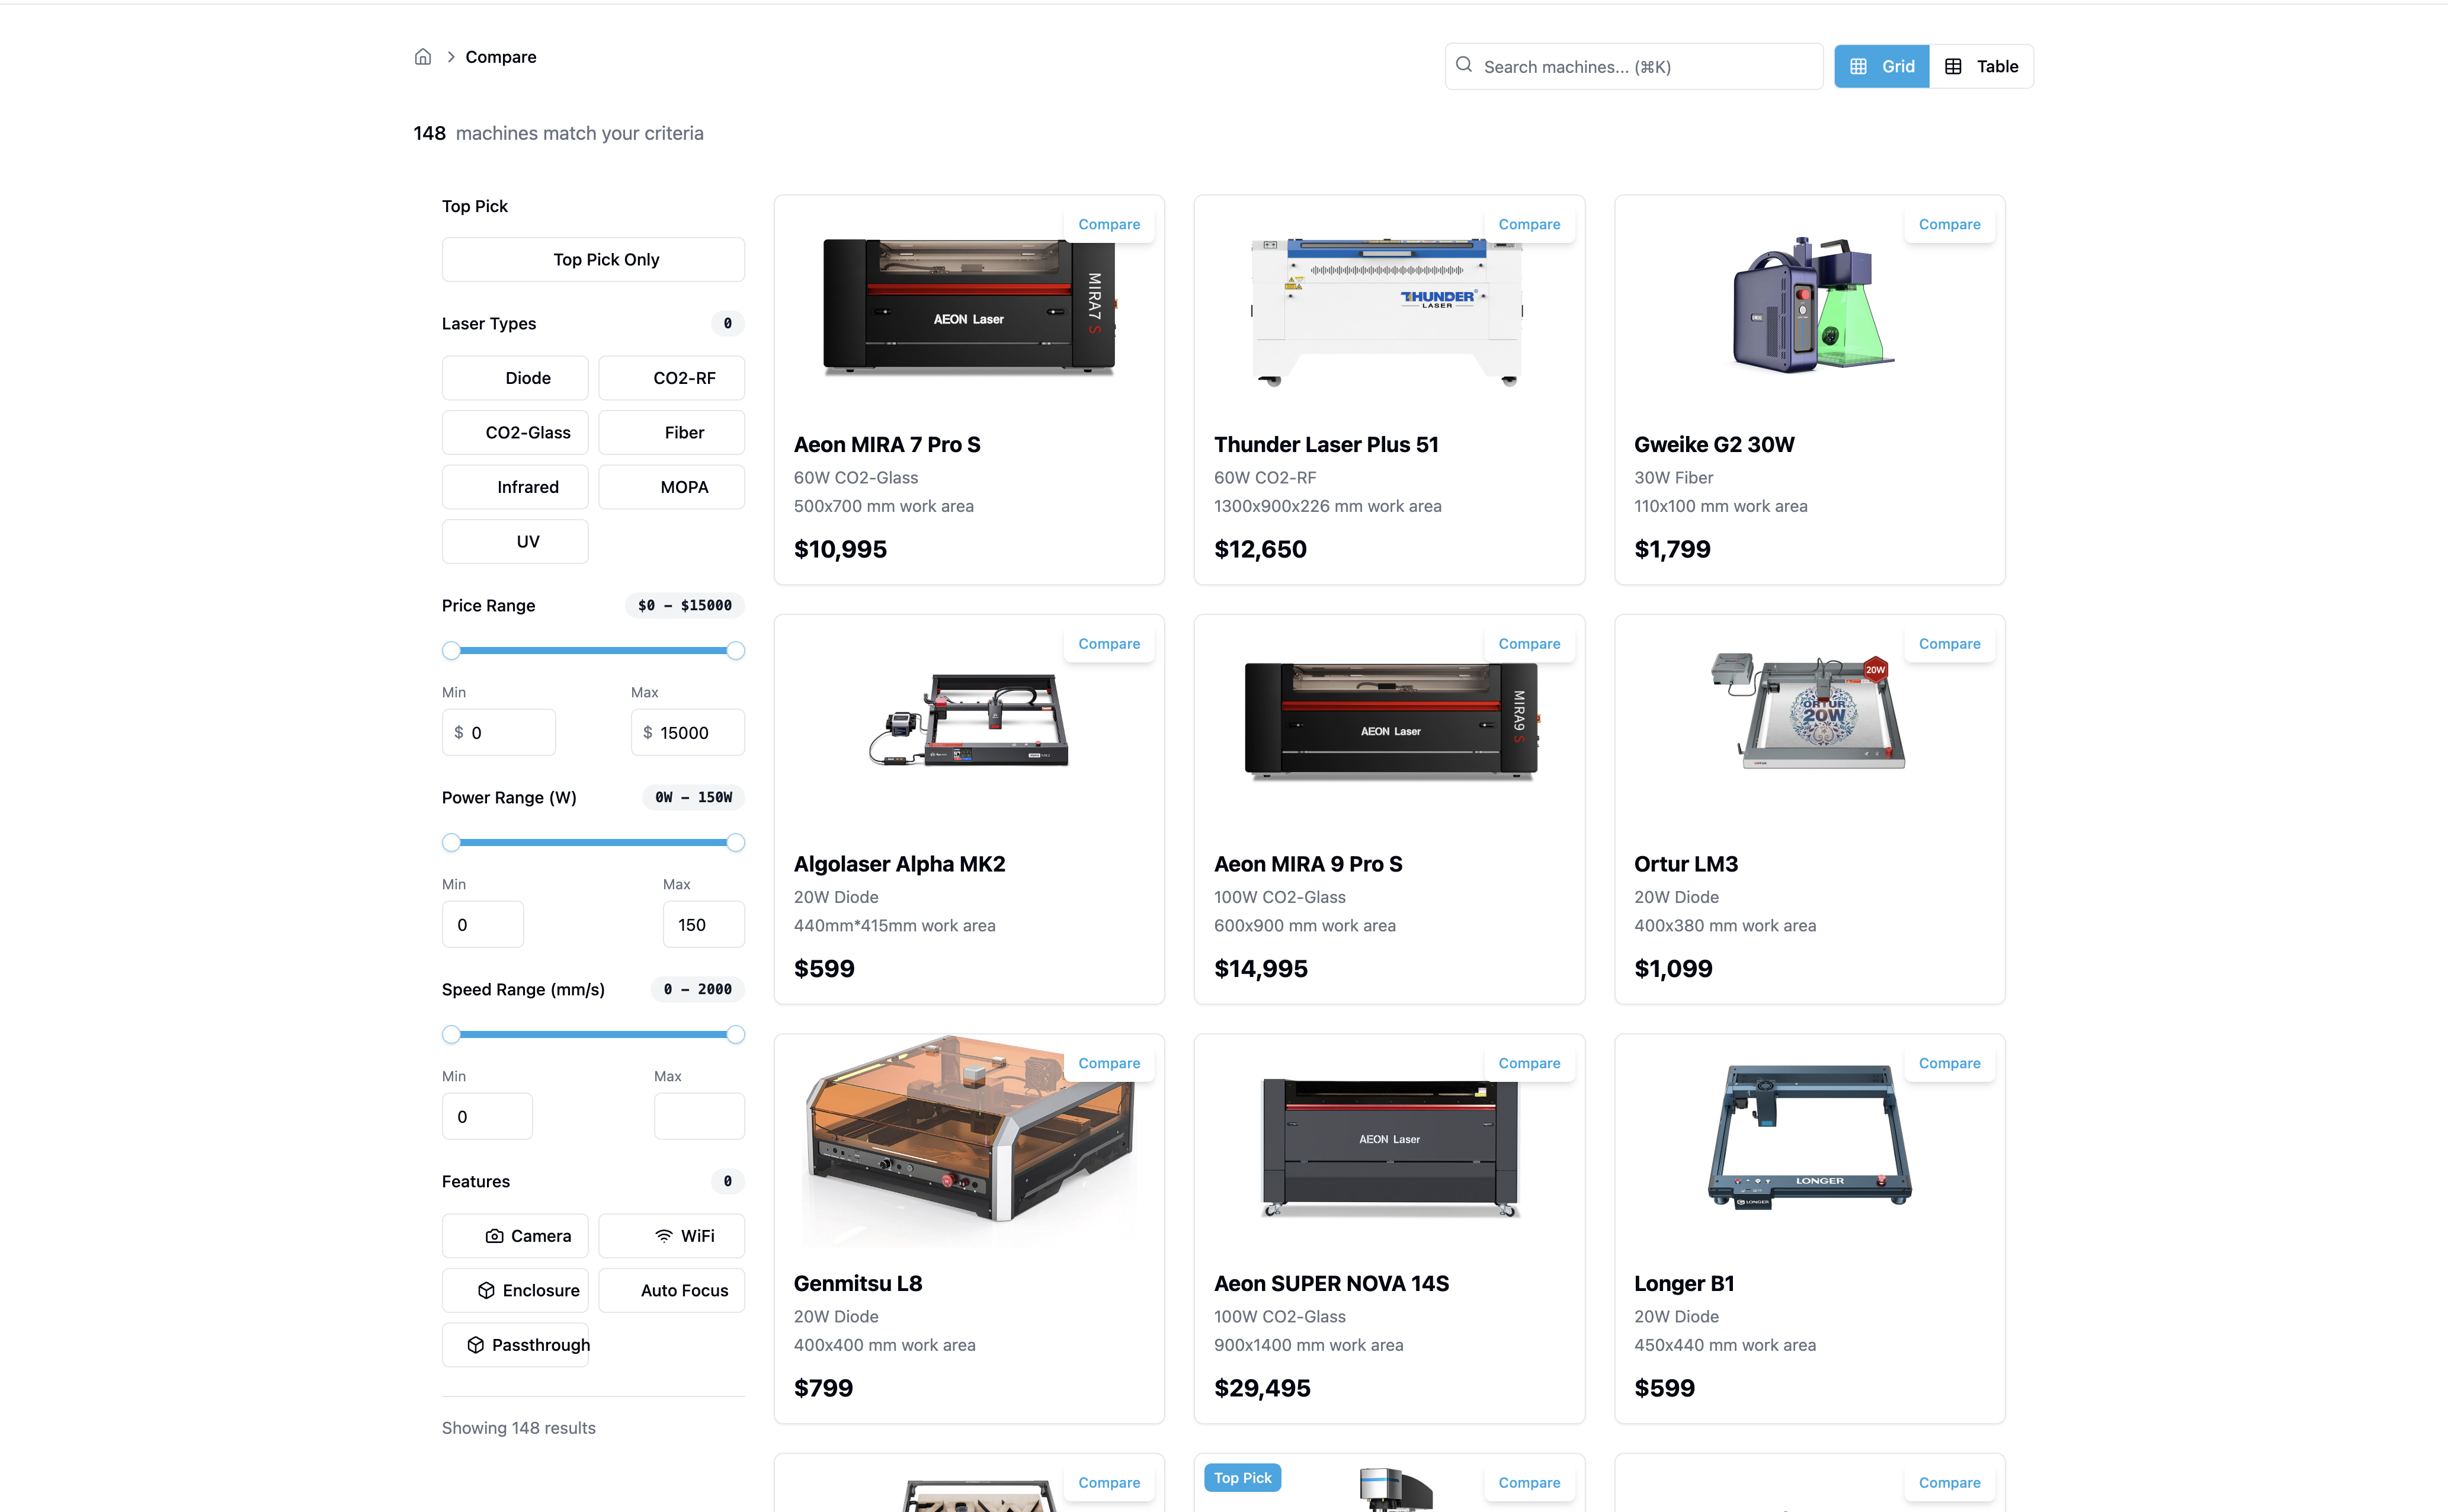 Compare
Search machines... (⌘K)
Grid
Table
148 machines match your criteria
Top Pick
Top Pick Only
Laser Types
0
Diode
CO2-RF
CO2-Glass
Fiber
Infrared
MOPA
UV
Price Range
$0 – $15000
Min
Max
$ 0
$ 15000
Power Range (W)
0W – 150W
Min
Max
0
150
Speed Range (mm/s)
0 – 2000
Min
Max
0
Features
0
Camera
WiFi
Enclosure
Auto Focus
Passthrough
Showing 148 results
Compare
MIRA7 S
AEON Laser
Aeon MIRA 7 Pro S
60W CO2-Glass
500x700 mm work area
$10,995
Compare
THUNDER
LASER
Thunder Laser Plus 51
60W CO2-RF
1300x900x226 mm work area
$12,650
Compare
Gweike G2 30W
30W Fiber
110x100 mm work area
$1,799
Compare
Algolaser Alpha MK2
20W Diode
440mm*415mm work area
$599
Compare
MIRA9 S
AEON Laser
Aeon MIRA 9 Pro S
100W CO2-Glass
600x900 mm work area
$14,995
Compare
20W
ORTUR
20W
Ortur LM3
20W Diode
400x380 mm work area
$1,099
Compare
Genmitsu L8
20W Diode
400x400 mm work area
$799
Compare
AEON Laser
Aeon SUPER NOVA 14S
100W CO2-Glass
900x1400 mm work area
$29,495
Compare
LONGER
LONGER
Longer B1
20W Diode
450x440 mm work area
$599
Compare
Top Pick
Compare
Compare